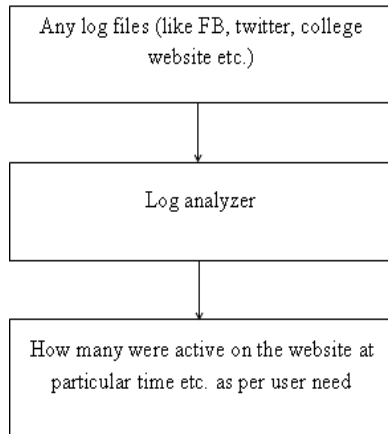 Any log files (like FB, twitter, college
website etc.)
Log analyzer
How many were active on the website at
particular time etc. as per user need